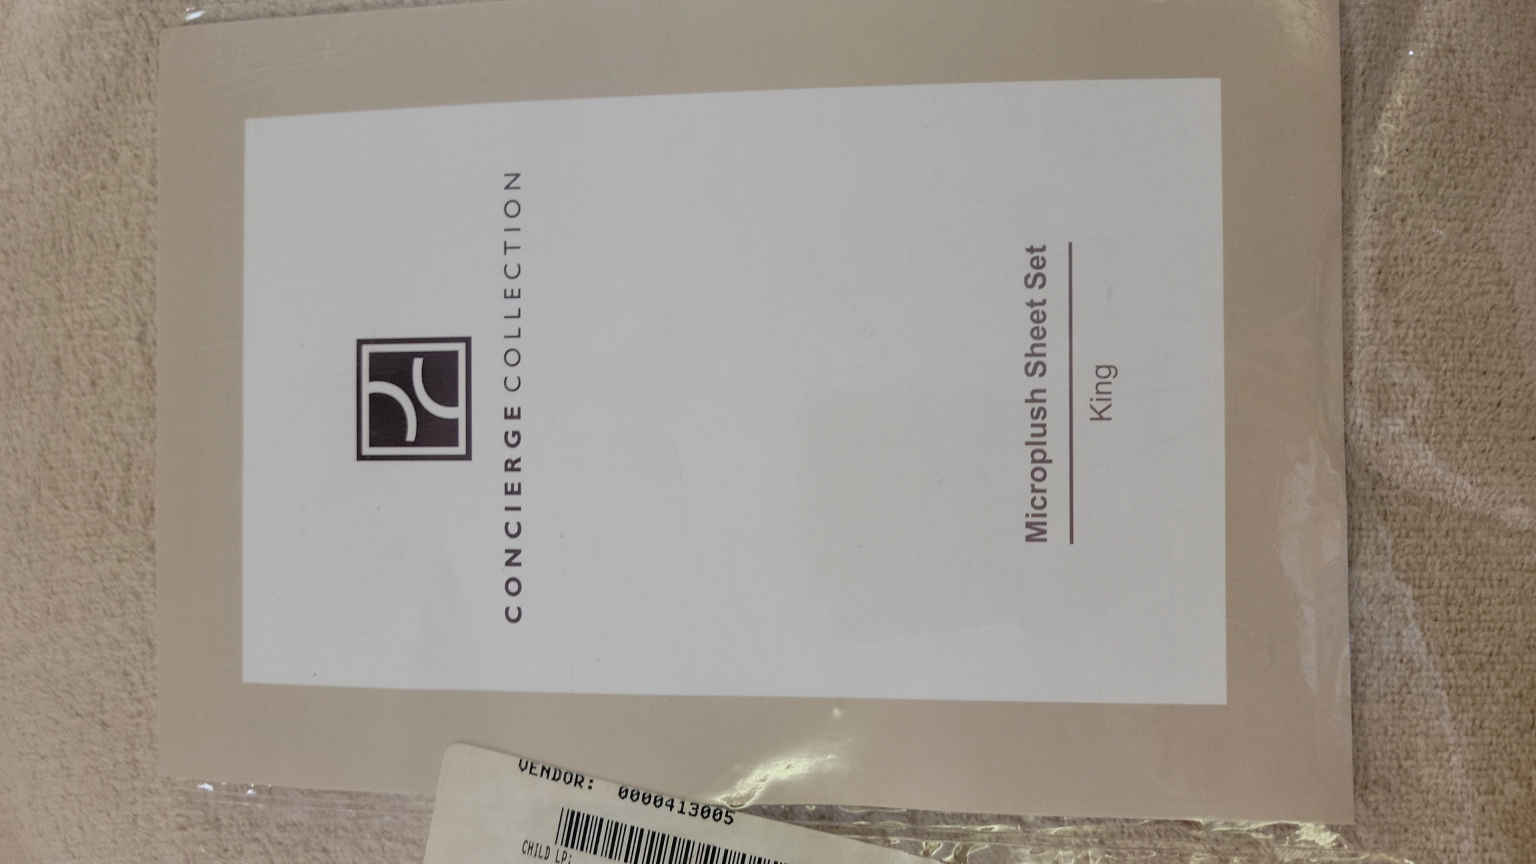 CONCIERGE COLLECTION
Microplush Sheet Set
King
VENDOR: 0000413005
CHILD LP: